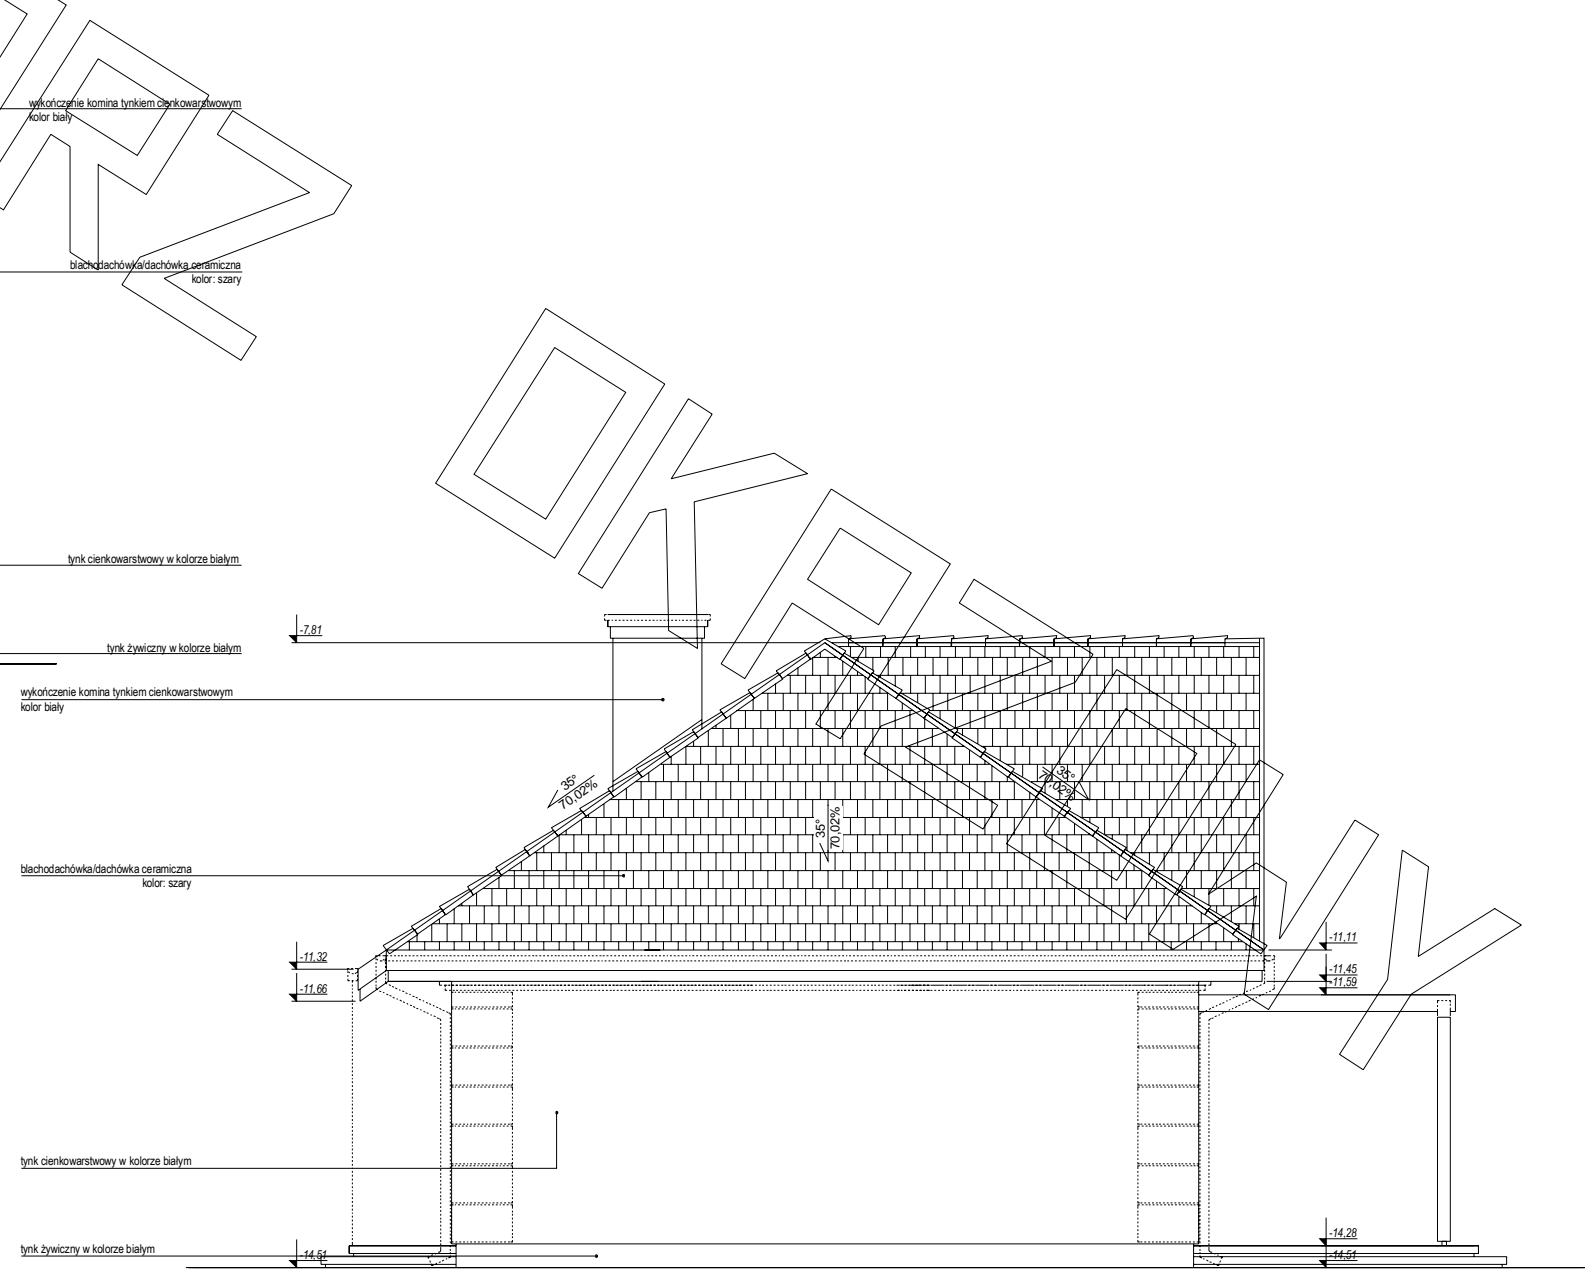 wykończenie komina tynkiem cienkowarstwowym
kolor biały
blachodachówka/dachówka ceramiczna
kolor: szary
tynk cienkowarstwowy w kolorze białym
tynk żywiczny w kolorze białym
wykończenie komina tynkiem cienkowarstwowym
kolor biały
blachodachówka/dachówka ceramiczna
kolor: szary
tynk cienkowarstwowy w kolorze białym
tynk żywiczny w kolorze białym
-7,81
35°
70,02%
35°
70,02%
35°
70,02%
-11,32
-11,66
-14,51
-11,11
-11,45
-11,59
-14,28
-14,51